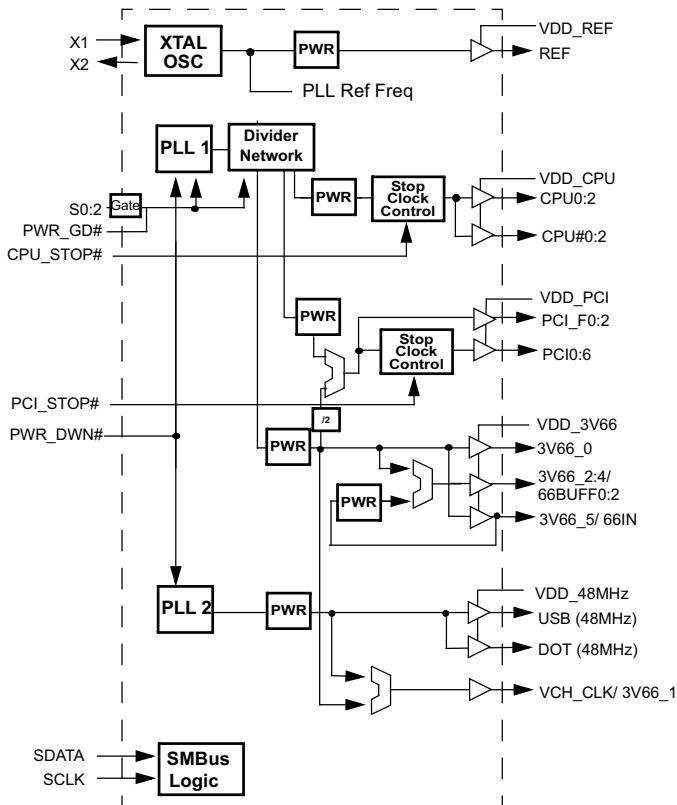 X1
X2
XTAL
OSC
PWR
VDD_REF
REF
PLL Ref Freq
PLL 1
Divider
Network
S0:2
Gate
PWR_GD#
CPU_STOP#
PWR
Stop
Clock
Control
VDD_CPU
CPU0:2
CPU#0:2
PWR
Stop
Clock
Control
VDD_PCI
PCI_F0:2
PCI0:6
PCI_STOP#
/2
PWR_DWN#
PWR
VDD_3V66
3V66_0
PWR
3V66_2:4/
66BUFF0:2
3V66_5/ 66IN
PLL 2
PWR
VDD_48MHz
USB (48MHz)
DOT (48MHz)
VCH_CLK/ 3V66_1
SDATA
SCLK
SMBus
Logic